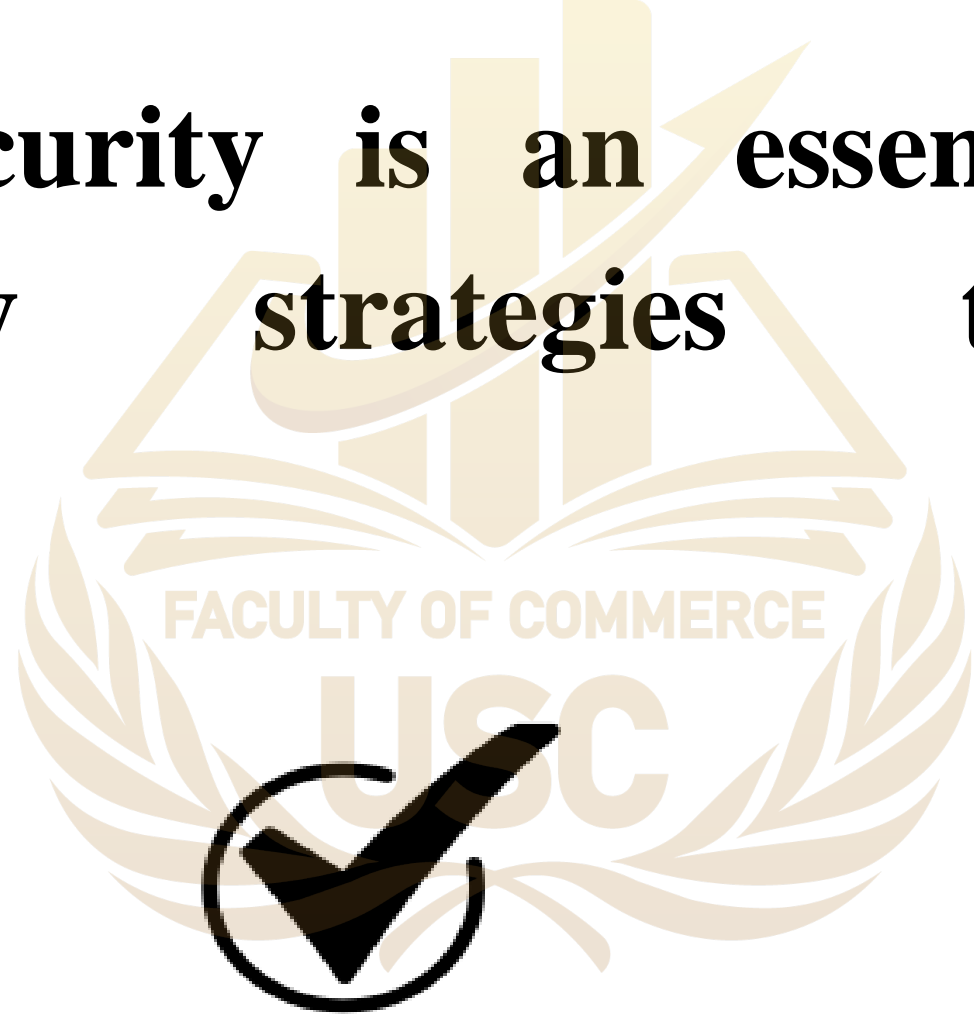 curity is an essen
y strategies t
FACULTY OF COMMERCE
USC